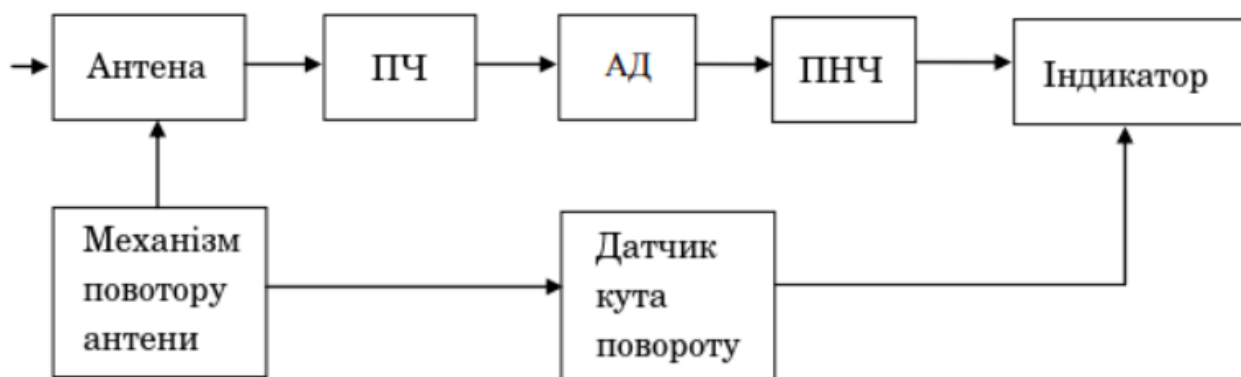 Антена
ПЧ
АД
ПНЧ
Індикатор
Механізм
повотору
антени
Датчик
кута
повороту